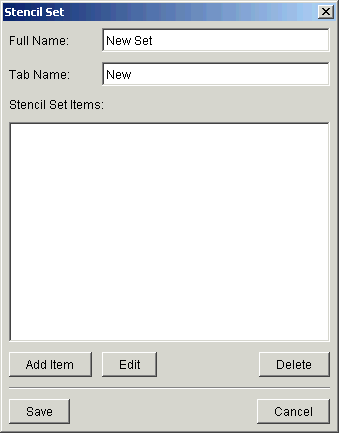 Stencil Set
Full Name: New Set
Tab Name: New
Stencil Set Items:
Add Item Edit Delete
Save Cancel